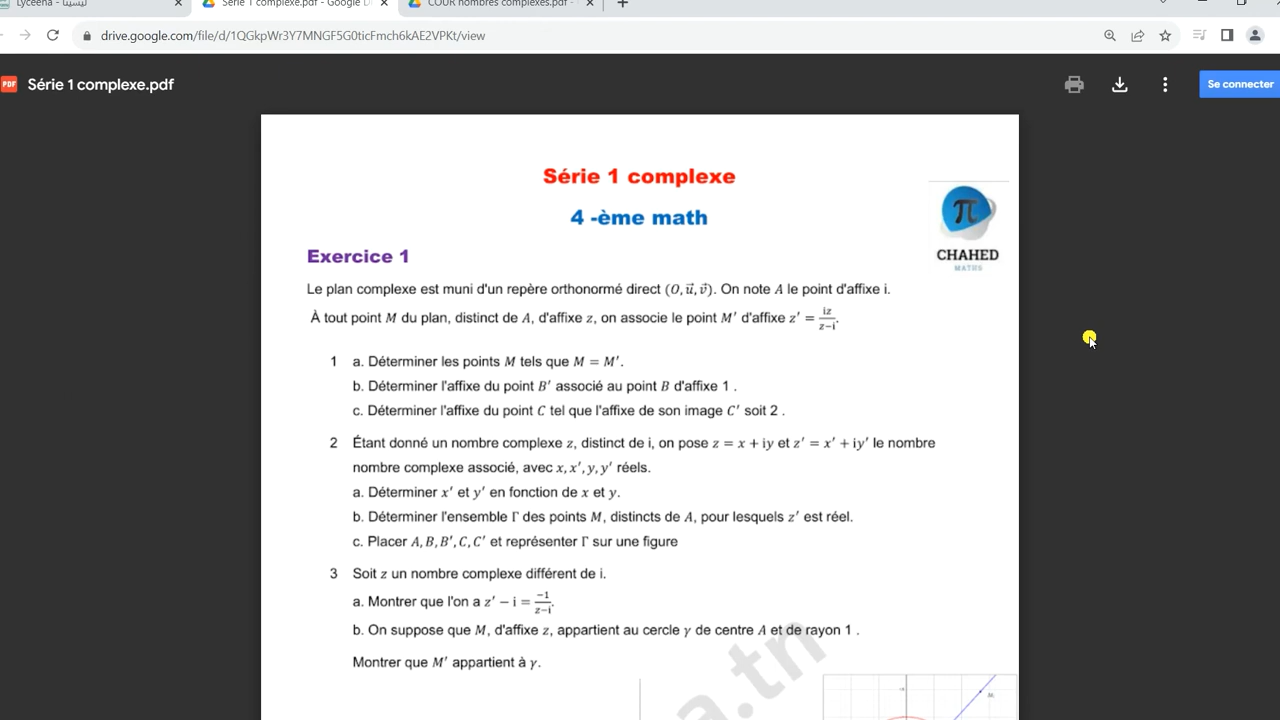 Lyceena - ليسينا
Série 1 complexe.pdf - Google D
COUR nombres complexes.pdf -
drive.google.com/file/d/1QGkpWr3Y7MNGF5G0ticFmch6kAE2VPKt/view
PDF Série 1 complexe.pdf
Se connecter
Série 1 complexe
4 -ème math
π
CHAHED
MATHS
Exercice 1
Le plan complexe est muni d'un repère orthonormé direct (O, u⃗, v⃗). On note A le point d'affixe i.
À tout point M du plan, distinct de A, d'affixe z, on associe le point M′ d'affixe z′ = iz/(z−i).
1 a. Déterminer les points M tels que M = M′.
b. Déterminer l'affixe du point B′ associé au point B d'affixe 1 .
c. Déterminer l'affixe du point C tel que l'affixe de son image C′ soit 2 .
2 Étant donné un nombre complexe z, distinct de i, on pose z = x + iy et z′ = x′ + iy′ le nombre
nombre complexe associé, avec x, x′, y, y′ réels.
a. Déterminer x′ et y′ en fonction de x et y.
b. Déterminer l'ensemble Γ des points M, distincts de A, pour lesquels z′ est réel.
c. Placer A, B, B′, C, C′ et représenter Γ sur une figure
3 Soit z un nombre complexe différent de i.
a. Montrer que l'on a z′ − i = −1/(z−i).
b. On suppose que M, d'affixe z, appartient au cercle γ de centre A et de rayon 1 .
Montrer que M′ appartient à γ.
a.tn